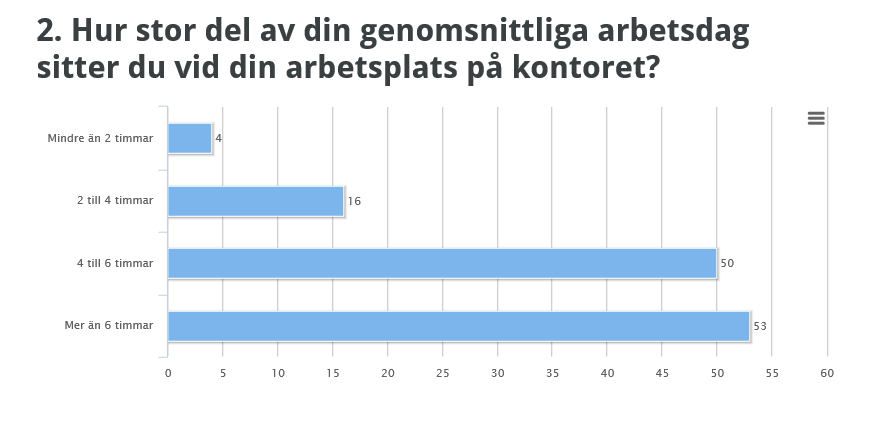 2. Hur stor del av din genomsnittliga arbetsdag
sitter du vid din arbetsplats på kontoret?
Mindre än 2 timmar 4
2 till 4 timmar 16
4 till 6 timmar 50
Mer än 6 timmar 53
0 5 10 15 20 25 30 35 40 45 50 55 60